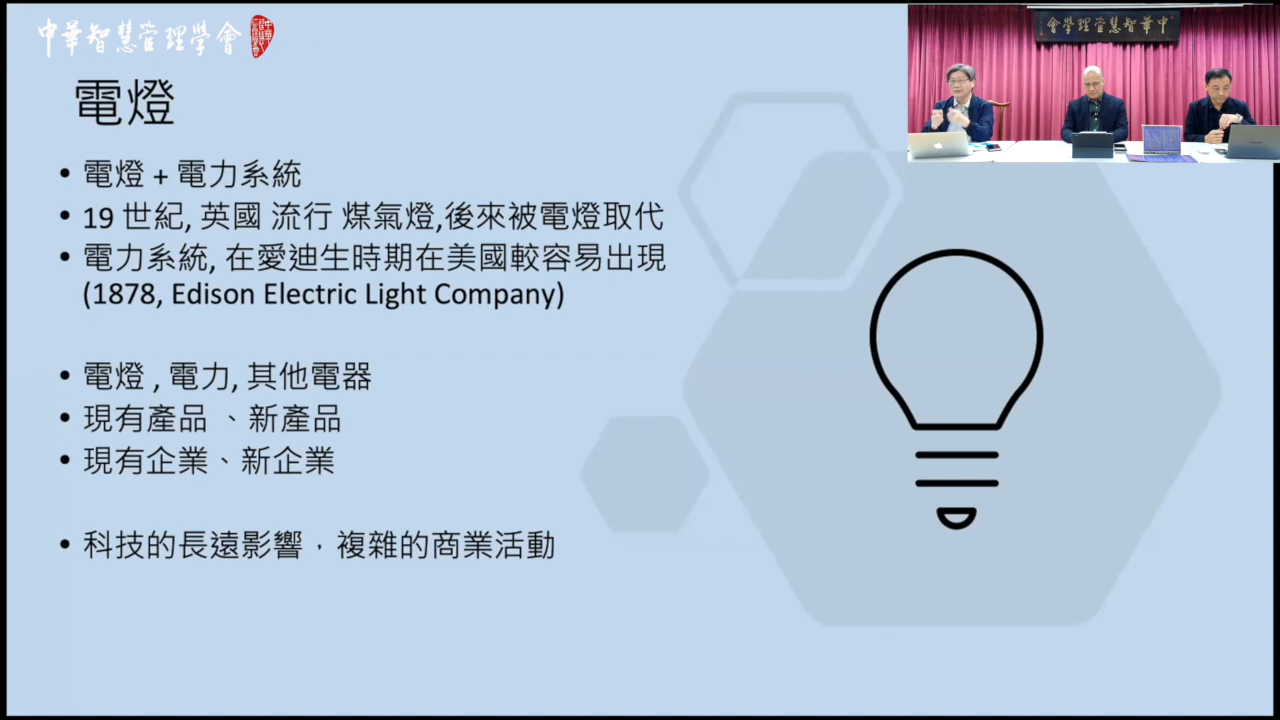 中華智慧管理學會
會學理管慧智華中
電燈
• 電燈 + 電力系統
• 19 世紀, 英國 流行 煤氣燈,後來被電燈取代
• 電力系統, 在愛迪生時期在美國較容易出現
(1878, Edison Electric Light Company)
• 電燈 , 電力, 其他電器
• 現有產品 、新產品
• 現有企業、新企業
• 科技的長遠影響，複雜的商業活動